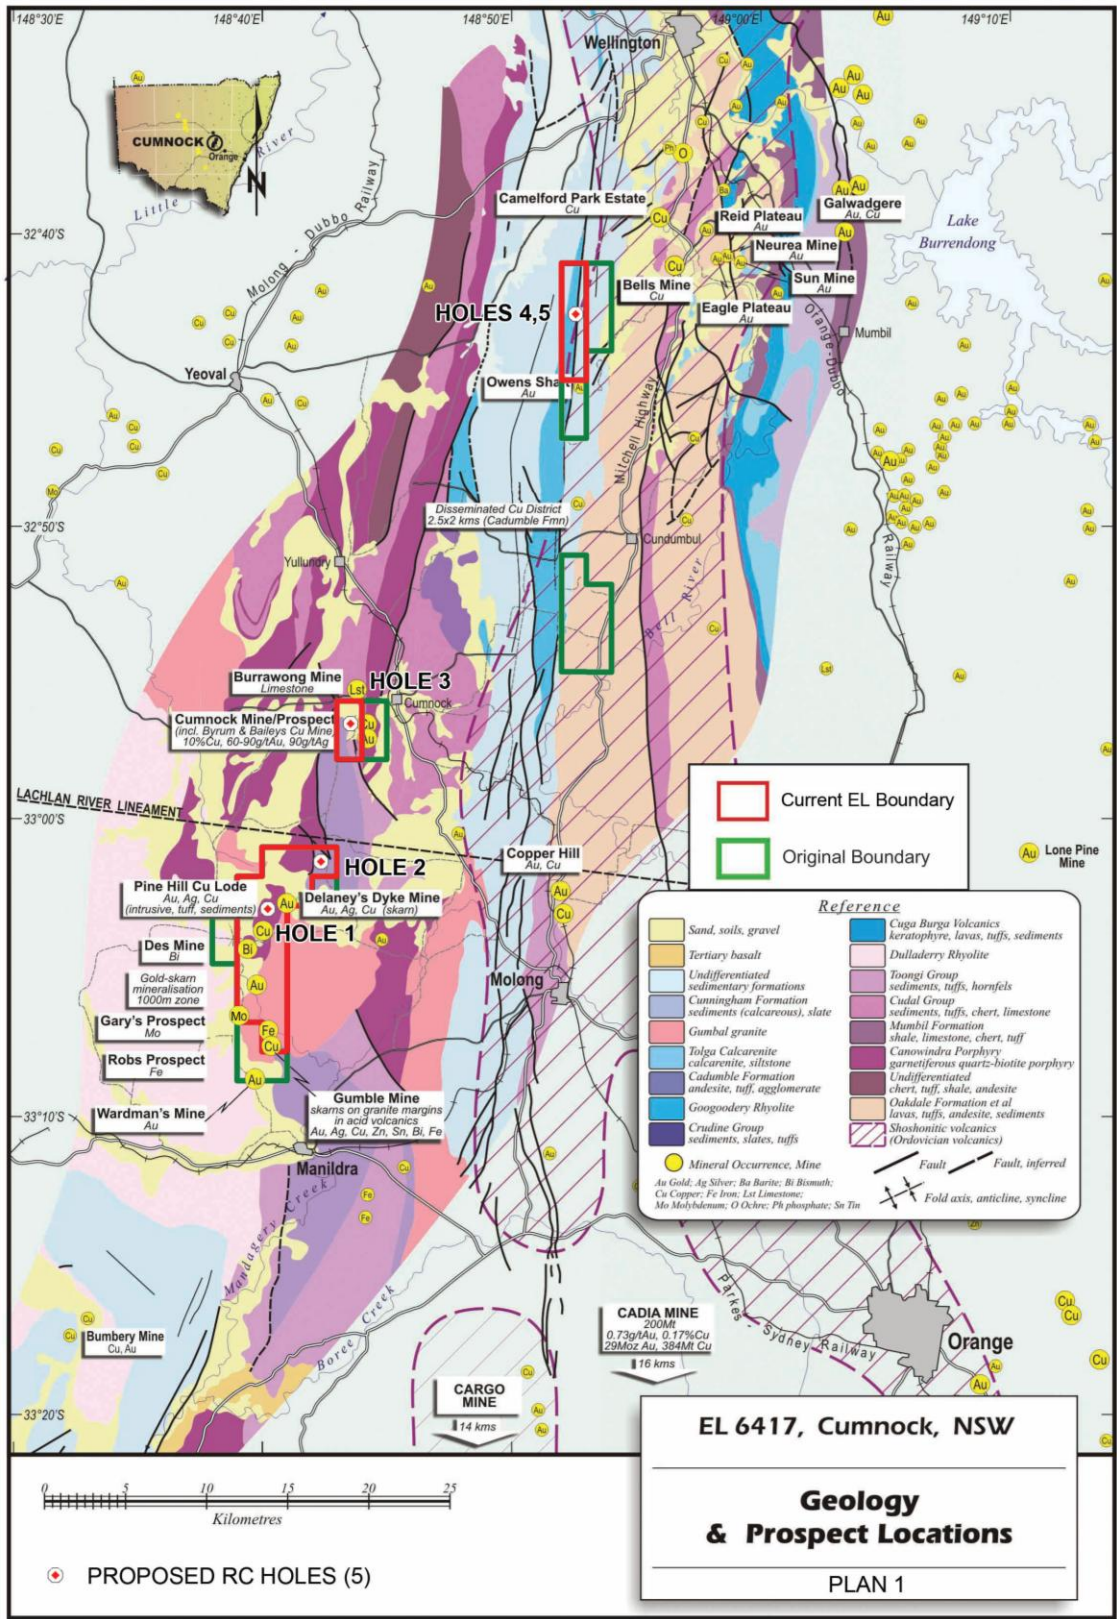 148°30'E
148°40'E
148°50'E
149°00'E
149°10'E
Wellington
CUMNOCK
Orange
N
Little River
Molong - Dubbo Railway
32°40'S
Camelford Park Estate
Cu
Reid Plateau
Au
Galwadgere
Au, Cu
Lake
Burrendong
Neurea Mine
Au
Sun Mine
Au
Bells Mine
Cu
Eagle Plateau
Au
HOLES 4,5
Mumbil
Orange-Dubbo
Railway
Yeoval
Owens Sha
Au
Mitchell Highway
Disseminated Cu District
2.5x2 kms (Cadumble Fmn)
32°50'S
Cundumbul
Yullundry
Bell River
Burrawong Mine
Limestone
HOLE 3
Cumnock
Cumnock Mine/Prospect
(incl. Byrum & Baileys Cu Mine)
10%Cu, 60-90g/tAu, 90g/tAg
LACHLAN RIVER LINEAMENT
33°00'S
Current EL Boundary
Original Boundary
Lone Pine
Mine
Copper Hill
Au, Cu
HOLE 2
Pine Hill Cu Lode
Au, Ag, Cu
(intrusive, tuff, sediments)
Delaney's Dyke Mine
Au, Ag, Cu (skarn)
HOLE 1
Des Mine
Bi
Gold-skarn
mineralisation
1000m zone
Gary's Prospect
Mo
Robs Prospect
Fe
Wardman's Mine
Au
Molong
Gumble Mine
skarns on granite margins
in acid volcanics
Au, Ag, Cu, Zn, Sn, Bi, Fe
33°10'S
Manildra
Mandagery Creek
Boree Creek
Reference
Sand, soils, gravel
Tertiary basalt
Undifferentiated
sedimentary formations
Cunningham Formation
sediments (calcareous), slate
Gumbal granite
Tolga Calcarenite
calcarenite, siltstone
Cadumble Formation
andesite, tuff, agglomerate
Googoodery Rhyolite
Crudine Group
sediments, slates, tuffs
Cuga Burga Volcanics
keratophyre, lavas, tuffs, sediments
Dulladerry Rhyolite
Toongi Group
sediments, tuffs, hornfels
Cudal Group
sediments, tuffs, chert, limestone
Mumbil Formation
shale, limestone, chert, tuff
Canowindra Porphyry
garnetiferous quartz-biotite porphyry
Undifferentiated
chert, tuff, shale, andesite
Oakdale Formation et al
lavas, tuffs, andesite, sediments
Shoshonitic volcanics
(Ordovician volcanics)
Mineral Occurrence, Mine
Au Gold; Ag Silver; Ba Barite; Bi Bismuth;
Cu Copper; Fe Iron; Lst Limestone;
Mo Molybdenum; O Ochre; Ph phosphate; Sn Tin
Fault
Fault, inferred
Fold axis, anticline, syncline
Bumbery Mine
Cu, Au
CADIA MINE
200Mt
0.73g/tAu, 0.17%Cu
29Moz Au, 384Mt Cu
16 kms
Parkes - Sydney Railway
Orange
CARGO
MINE
14 kms
33°20'S
EL 6417, Cumnock, NSW
Geology
& Prospect Locations
PLAN 1
0 5 10 15 20 25
Kilometres
PROPOSED RC HOLES (5)